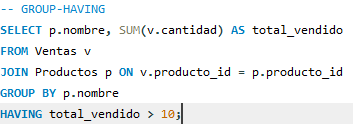 -- GROUP-HAVING
SELECT p.nombre, SUM(v.cantidad) AS total_vendido
FROM Ventas v
JOIN Productos p ON v.producto_id = p.producto_id
GROUP BY p.nombre
HAVING total_vendido > 10;